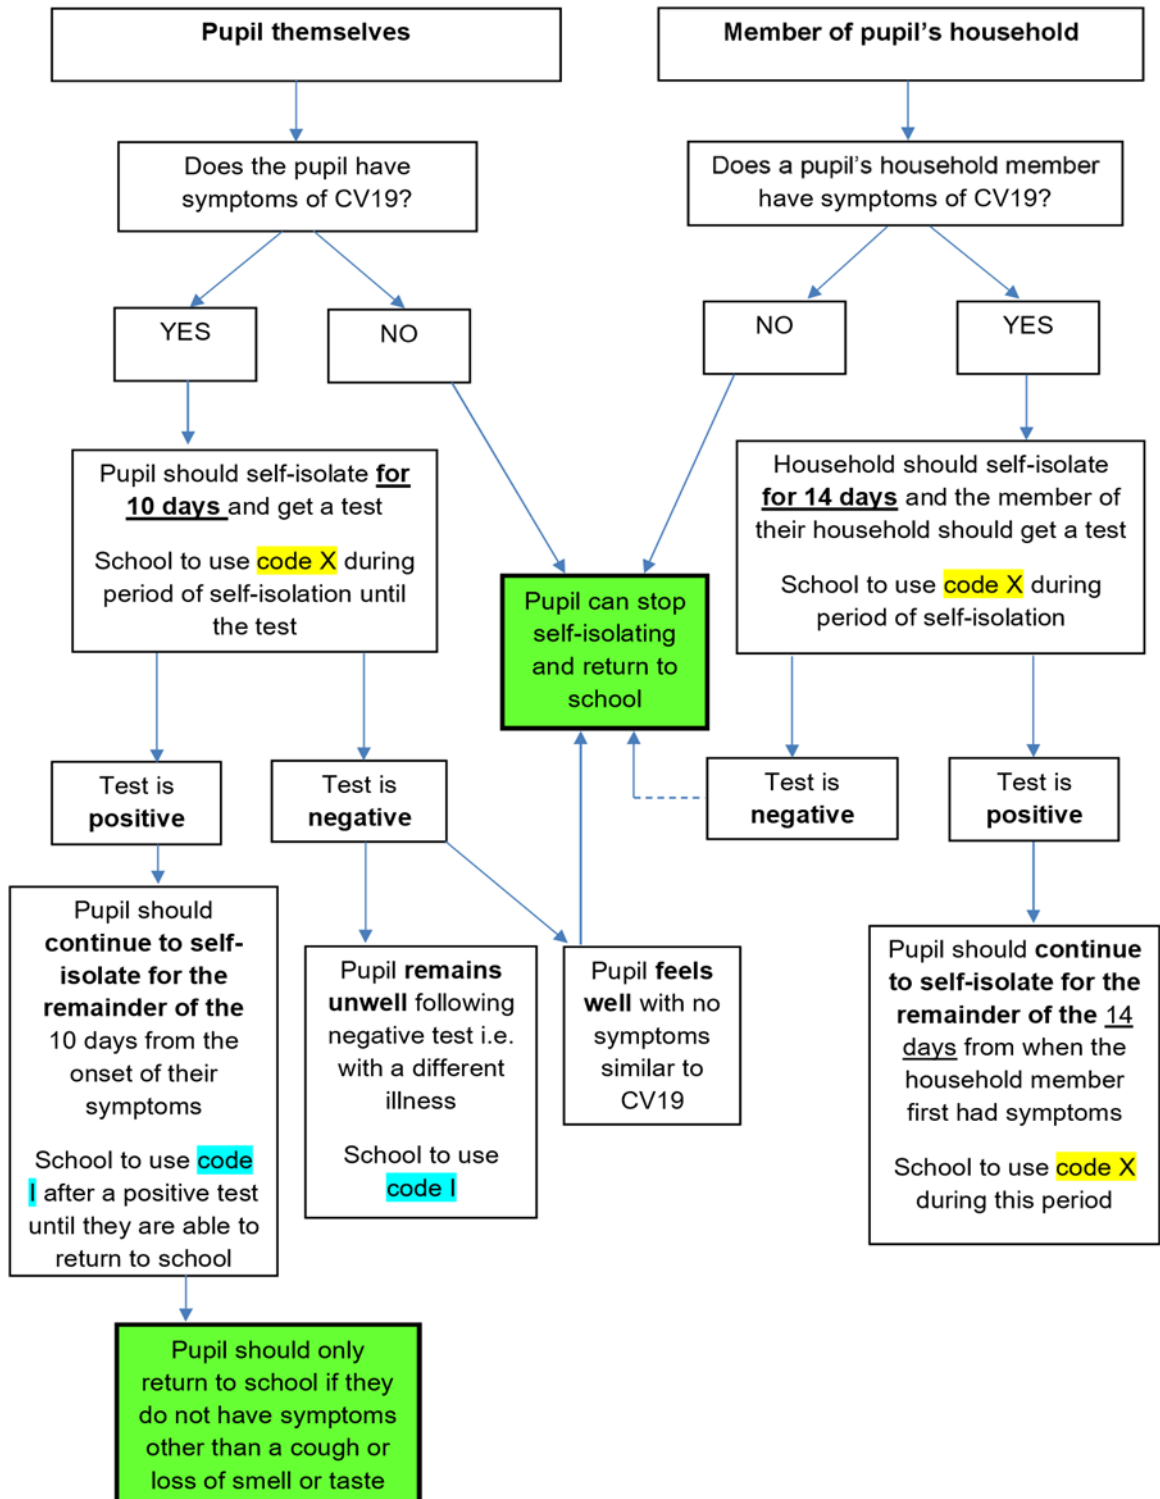 Pupil themselves
Member of pupil's household
Does the pupil have
symptoms of CV19?
Does a pupil's household member
have symptoms of CV19?
YES
NO
NO
YES
Pupil should self-isolate for
10 days and get a test
School to use code X during
period of self-isolation until
the test
Household should self-isolate
for 14 days and the member of
their household should get a test
School to use code X during
period of self-isolation
Pupil can stop
self-isolating
and return to
school
Test is
positive
Test is
negative
Test is
negative
Test is
positive
Pupil should
continue to self-
isolate for the
remainder of the
10 days from the
onset of their
symptoms
School to use code
I after a positive test
until they are able to
return to school
Pupil remains
unwell following
negative test i.e.
with a different
illness
School to use
code I
Pupil feels
well with no
symptoms
similar to
CV19
Pupil should continue
to self-isolate for the
remainder of the 14
days from when the
household member
first had symptoms
School to use code X
during this period
Pupil should only
return to school if they
do not have symptoms
other than a cough or
loss of smell or taste